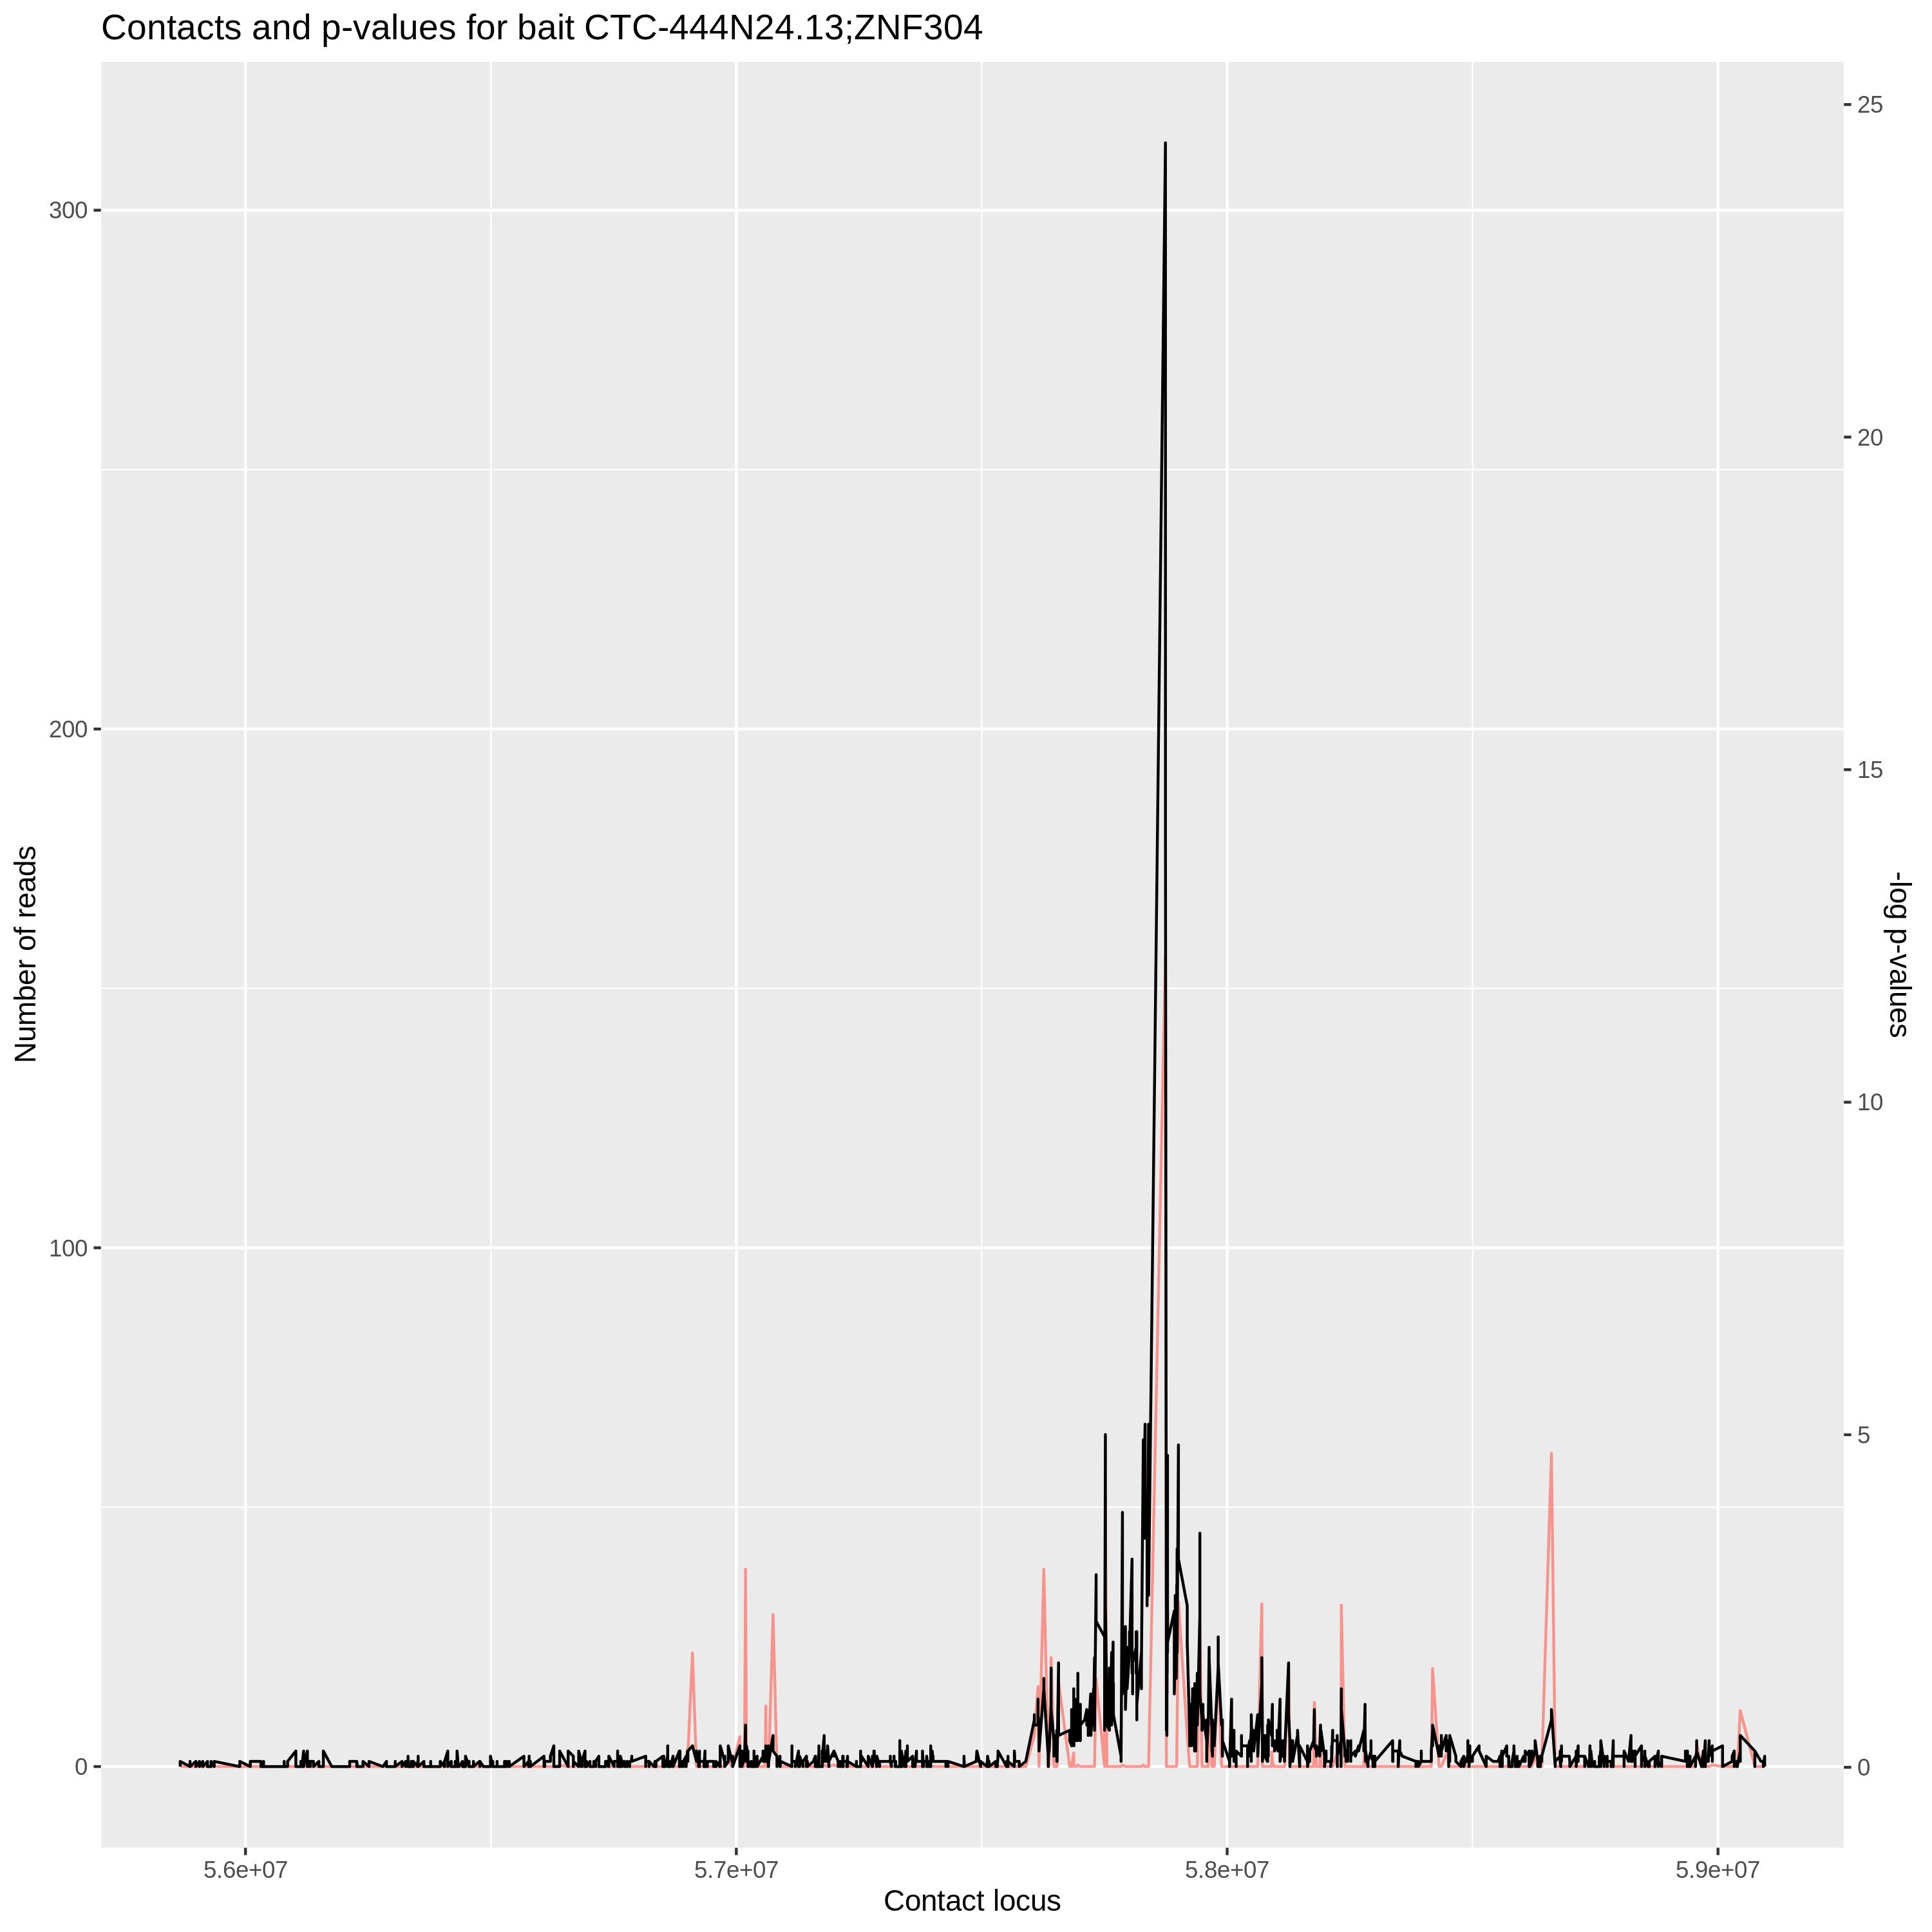 Contacts and p-values for bait CTC-444N24.13;ZNF304
300
200
100
0
Number of reads
25
20
15
10
5
0
-log p-values
5.6e+07 5.7e+07 5.8e+07 5.9e+07
Contact locus